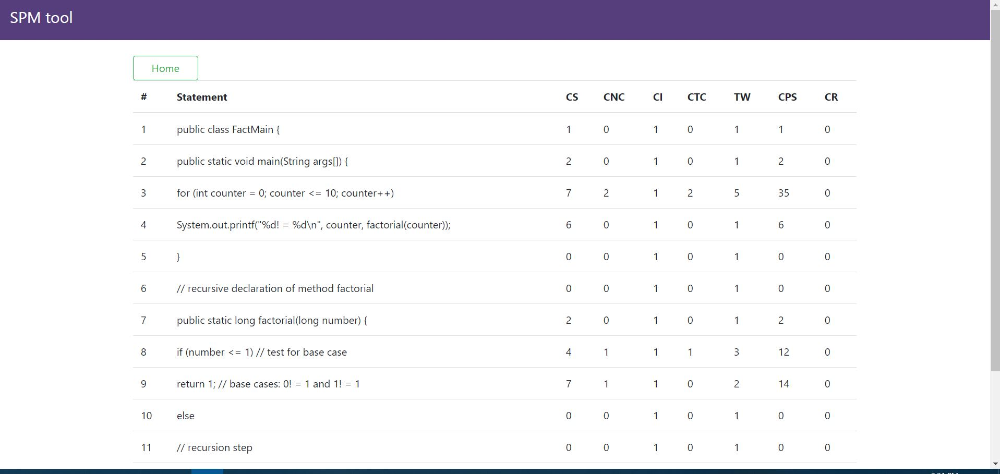 SPM tool
Home
# Statement CS CNC CI CTC TW CPS CR
1 public class FactMain { 1 0 1 0 1 1 0
2 public static void main(String args[]) { 2 0 1 0 1 2 0
3 for (int counter = 0; counter <= 10; counter++) 7 2 1 2 5 35 0
4 System.out.printf("%d! = %d\n", counter, factorial(counter)); 6 0 1 0 1 6 0
5 } 0 0 1 0 1 0 0
6 // recursive declaration of method factorial 0 0 1 0 1 0 0
7 public static long factorial(long number) { 2 0 1 0 1 2 0
8 if (number <= 1) // test for base case 4 1 1 1 3 12 0
9 return 1; // base cases: 0! = 1 and 1! = 1 7 1 1 0 2 14 0
10 else 0 0 1 0 1 0 0
11 // recursion step 0 0 1 0 1 0 0